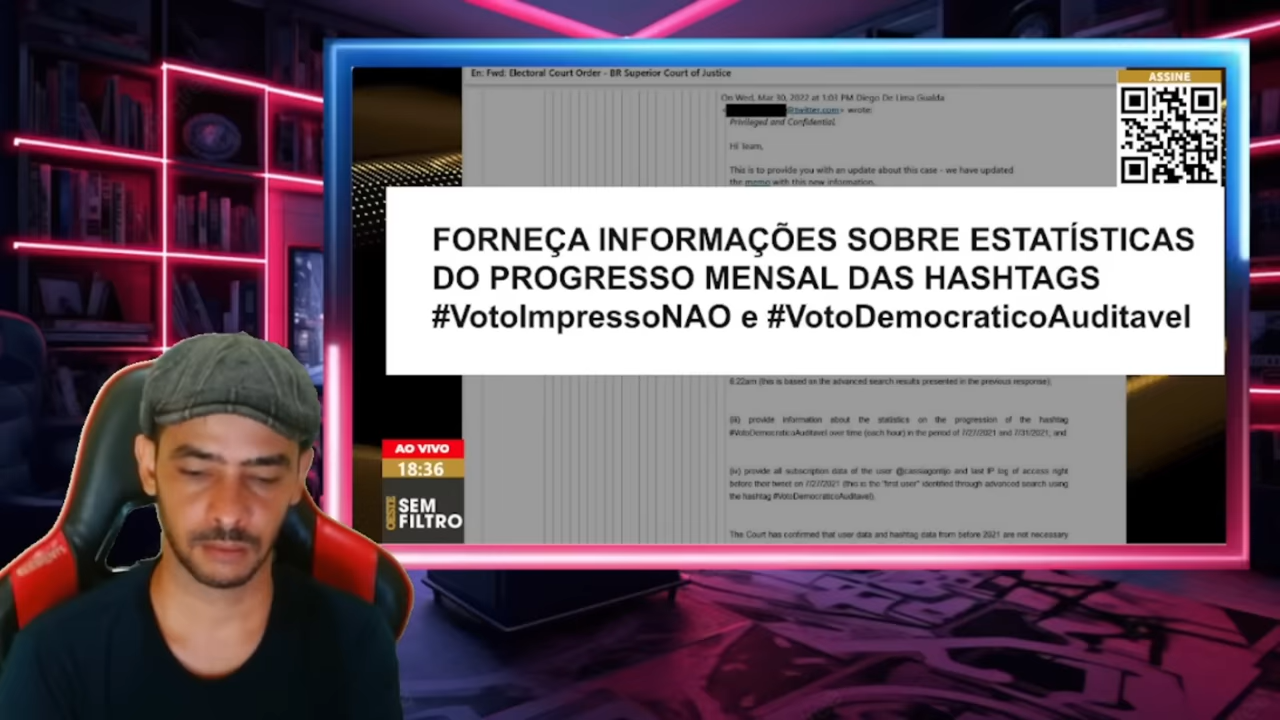 En: Fwd: Electoral Court Order - BR Superior Court of Justice
ASSINE
On Wed, Mar 30, 2022 at 1:03 PM Diego De Lima Gualda
@twitter.com> wrote:
Privileged and Confidential.
Hi Team,
This is to provide you with an update about this case - we have updated
the memo with this new information.
FORNEÇA INFORMAÇÕES SOBRE ESTATÍSTICAS
DO PROGRESSO MENSAL DAS HASHTAGS
#VotoImpressoNAO e #VotoDemocraticoAuditavel
6:22am (this is based on the advanced search results presented in the previous response);
(iii) provide information about the statistics on the progression of the hashtag
#VotoDemocraticoAuditavel over time (each hour) in the period of 7/27/2021 and 7/31/2021; and
(iv) provide all subscription data of the user @cassiagontijo and last IP log of access right
before their tweet on 7/27/2021 (this is the "first user" identified through advanced search using
the hashtag #VotoDemocraticoAuditavel).
The Court has confirmed that user data and hashtag data from before 2021 are not necessary
AO VIVO
18:36
OESTE
SEM
FILTRO